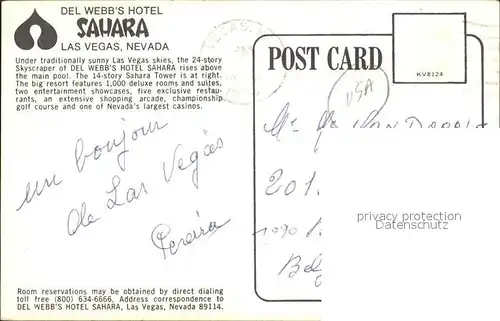 DEL WEBB'S HOTEL
SAHARA
LAS VEGAS, NEVADA
Under traditionally sunny Las Vegas skies, the 24-story
Skyscraper of DEL WEBB'S HOTEL SAHARA rises above
the main pool. The 14-story Sahara Tower is at right.
The big resort features 1,000 deluxe rooms and suites,
two entertainment showcases, five exclusive restau-
rants, an extensive shopping arcade, championship
golf course and one of Nevada's largest casinos.
POST CARD
KV8124
USA
un bonjour
de Las Vegas
Pereira
201
1090
privacy protection
Room reservations may be obtained by direct dialing
toll free (800) 634-6666. Address correspondence to
DEL WEBB'S HOTEL SAHARA, Las Vegas, Nevada 89114.